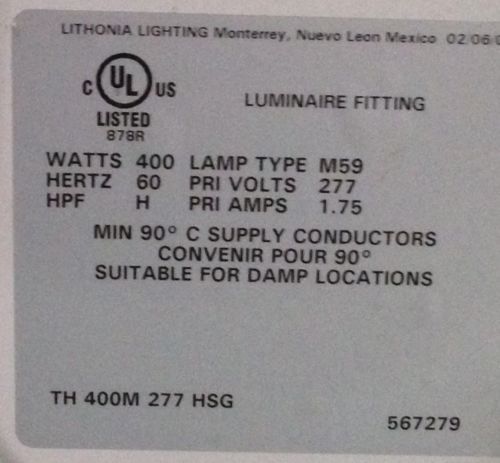 LITHONIA LIGHTING Monterrey, Nuevo Leon Mexico 02/06/
C UL US
LUMINAIRE FITTING
LISTED
878R
WATTS 400 LAMP TYPE M59
HERTZ 60 PRI VOLTS 277
HPF H PRI AMPS 1.75
MIN 90° C SUPPLY CONDUCTORS
CONVENIR POUR 90°
SUITABLE FOR DAMP LOCATIONS
TH 400M 277 HSG
567279